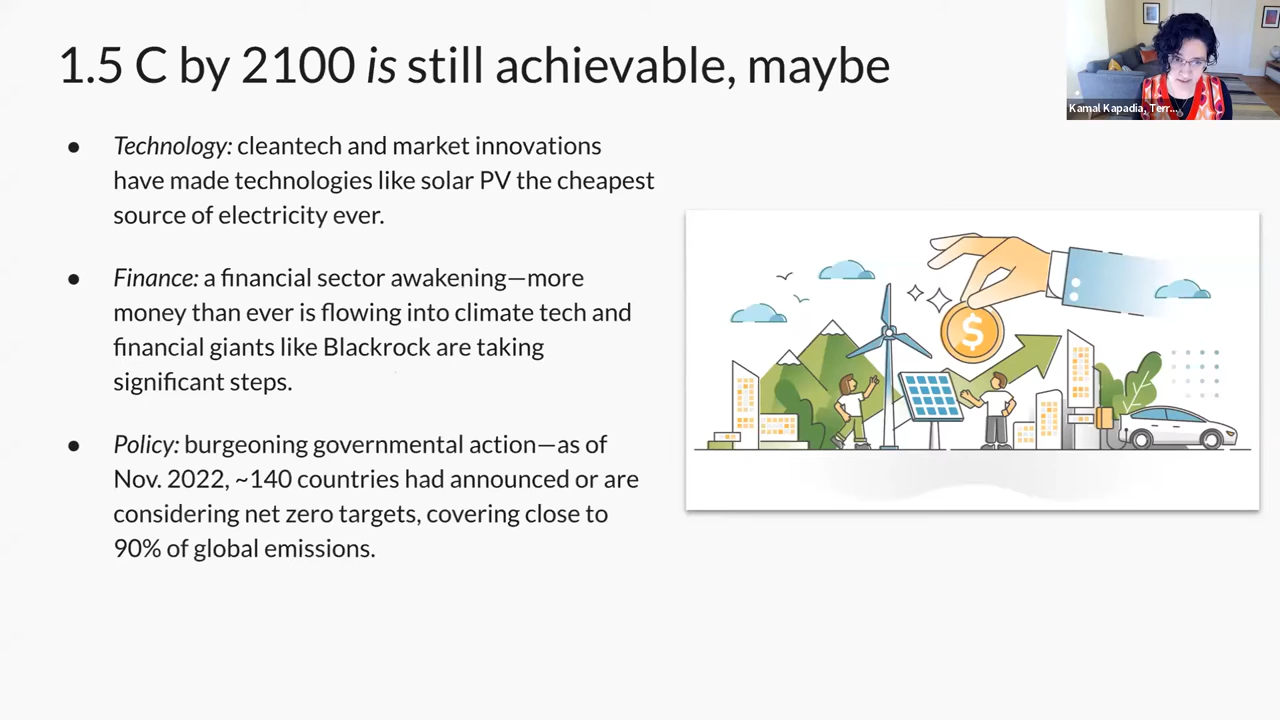 1.5 C by 2100 is still achievable, maybe
Kamal Kapadia, Terr...
● Technology: cleantech and market innovations
have made technologies like solar PV the cheapest
source of electricity ever.
● Finance: a financial sector awakening—more
money than ever is flowing into climate tech and
financial giants like Blackrock are taking
significant steps.
● Policy: burgeoning governmental action—as of
Nov. 2022, ~140 countries had announced or are
considering net zero targets, covering close to
90% of global emissions.
$